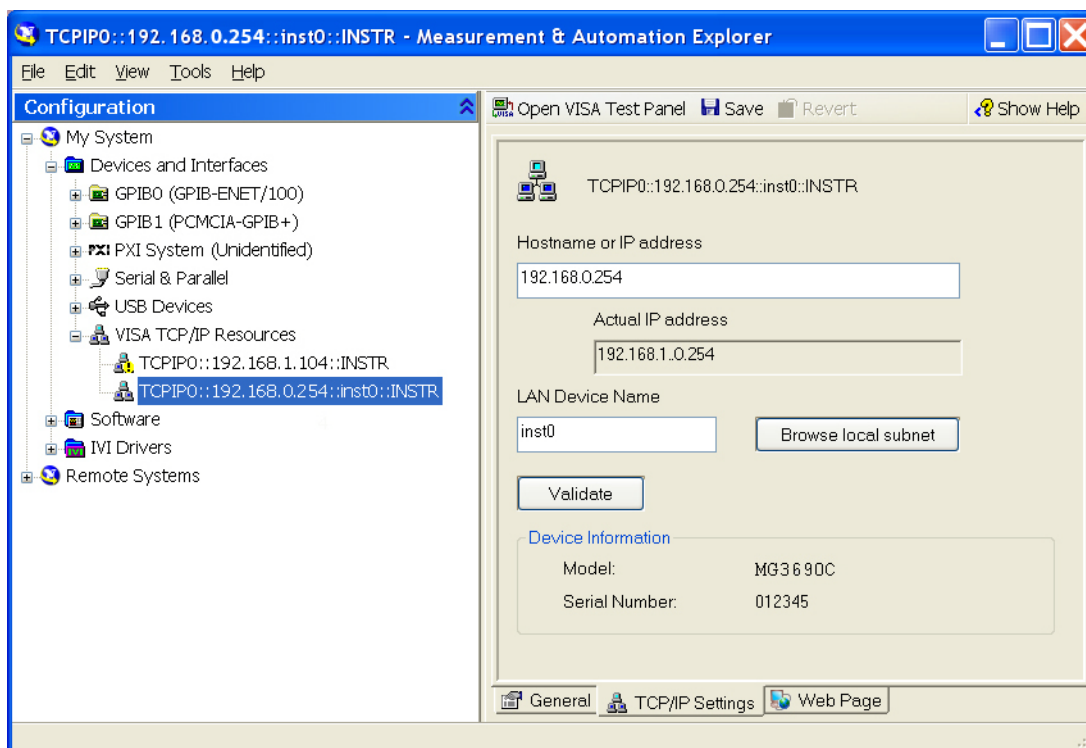 TCPIP0::192.168.0.254::inst0::INSTR - Measurement & Automation Explorer
File Edit View Tools Help
Configuration
My System
Devices and Interfaces
GPIB0 (GPIB-ENET/100)
GPIB1 (PCMCIA-GPIB+)
PXI PXI System (Unidentified)
Serial & Parallel
USB Devices
VISA TCP/IP Resources
TCPIP0::192.168.1.104::INSTR
TCPIP0::192.168.0.254::inst0::INSTR
Software
IVI IVI Drivers
Remote Systems
VISA Open VISA Test Panel Save Revert Show Help
TCPIP0::192.168.0.254::inst0::INSTR
Hostname or IP address
192.168.0.254
Actual IP address
192.168.1..0.254
LAN Device Name
inst0
Browse local subnet
Validate
Device Information
Model: MG3690C
Serial Number: 012345
General TCP/IP Settings Web Page